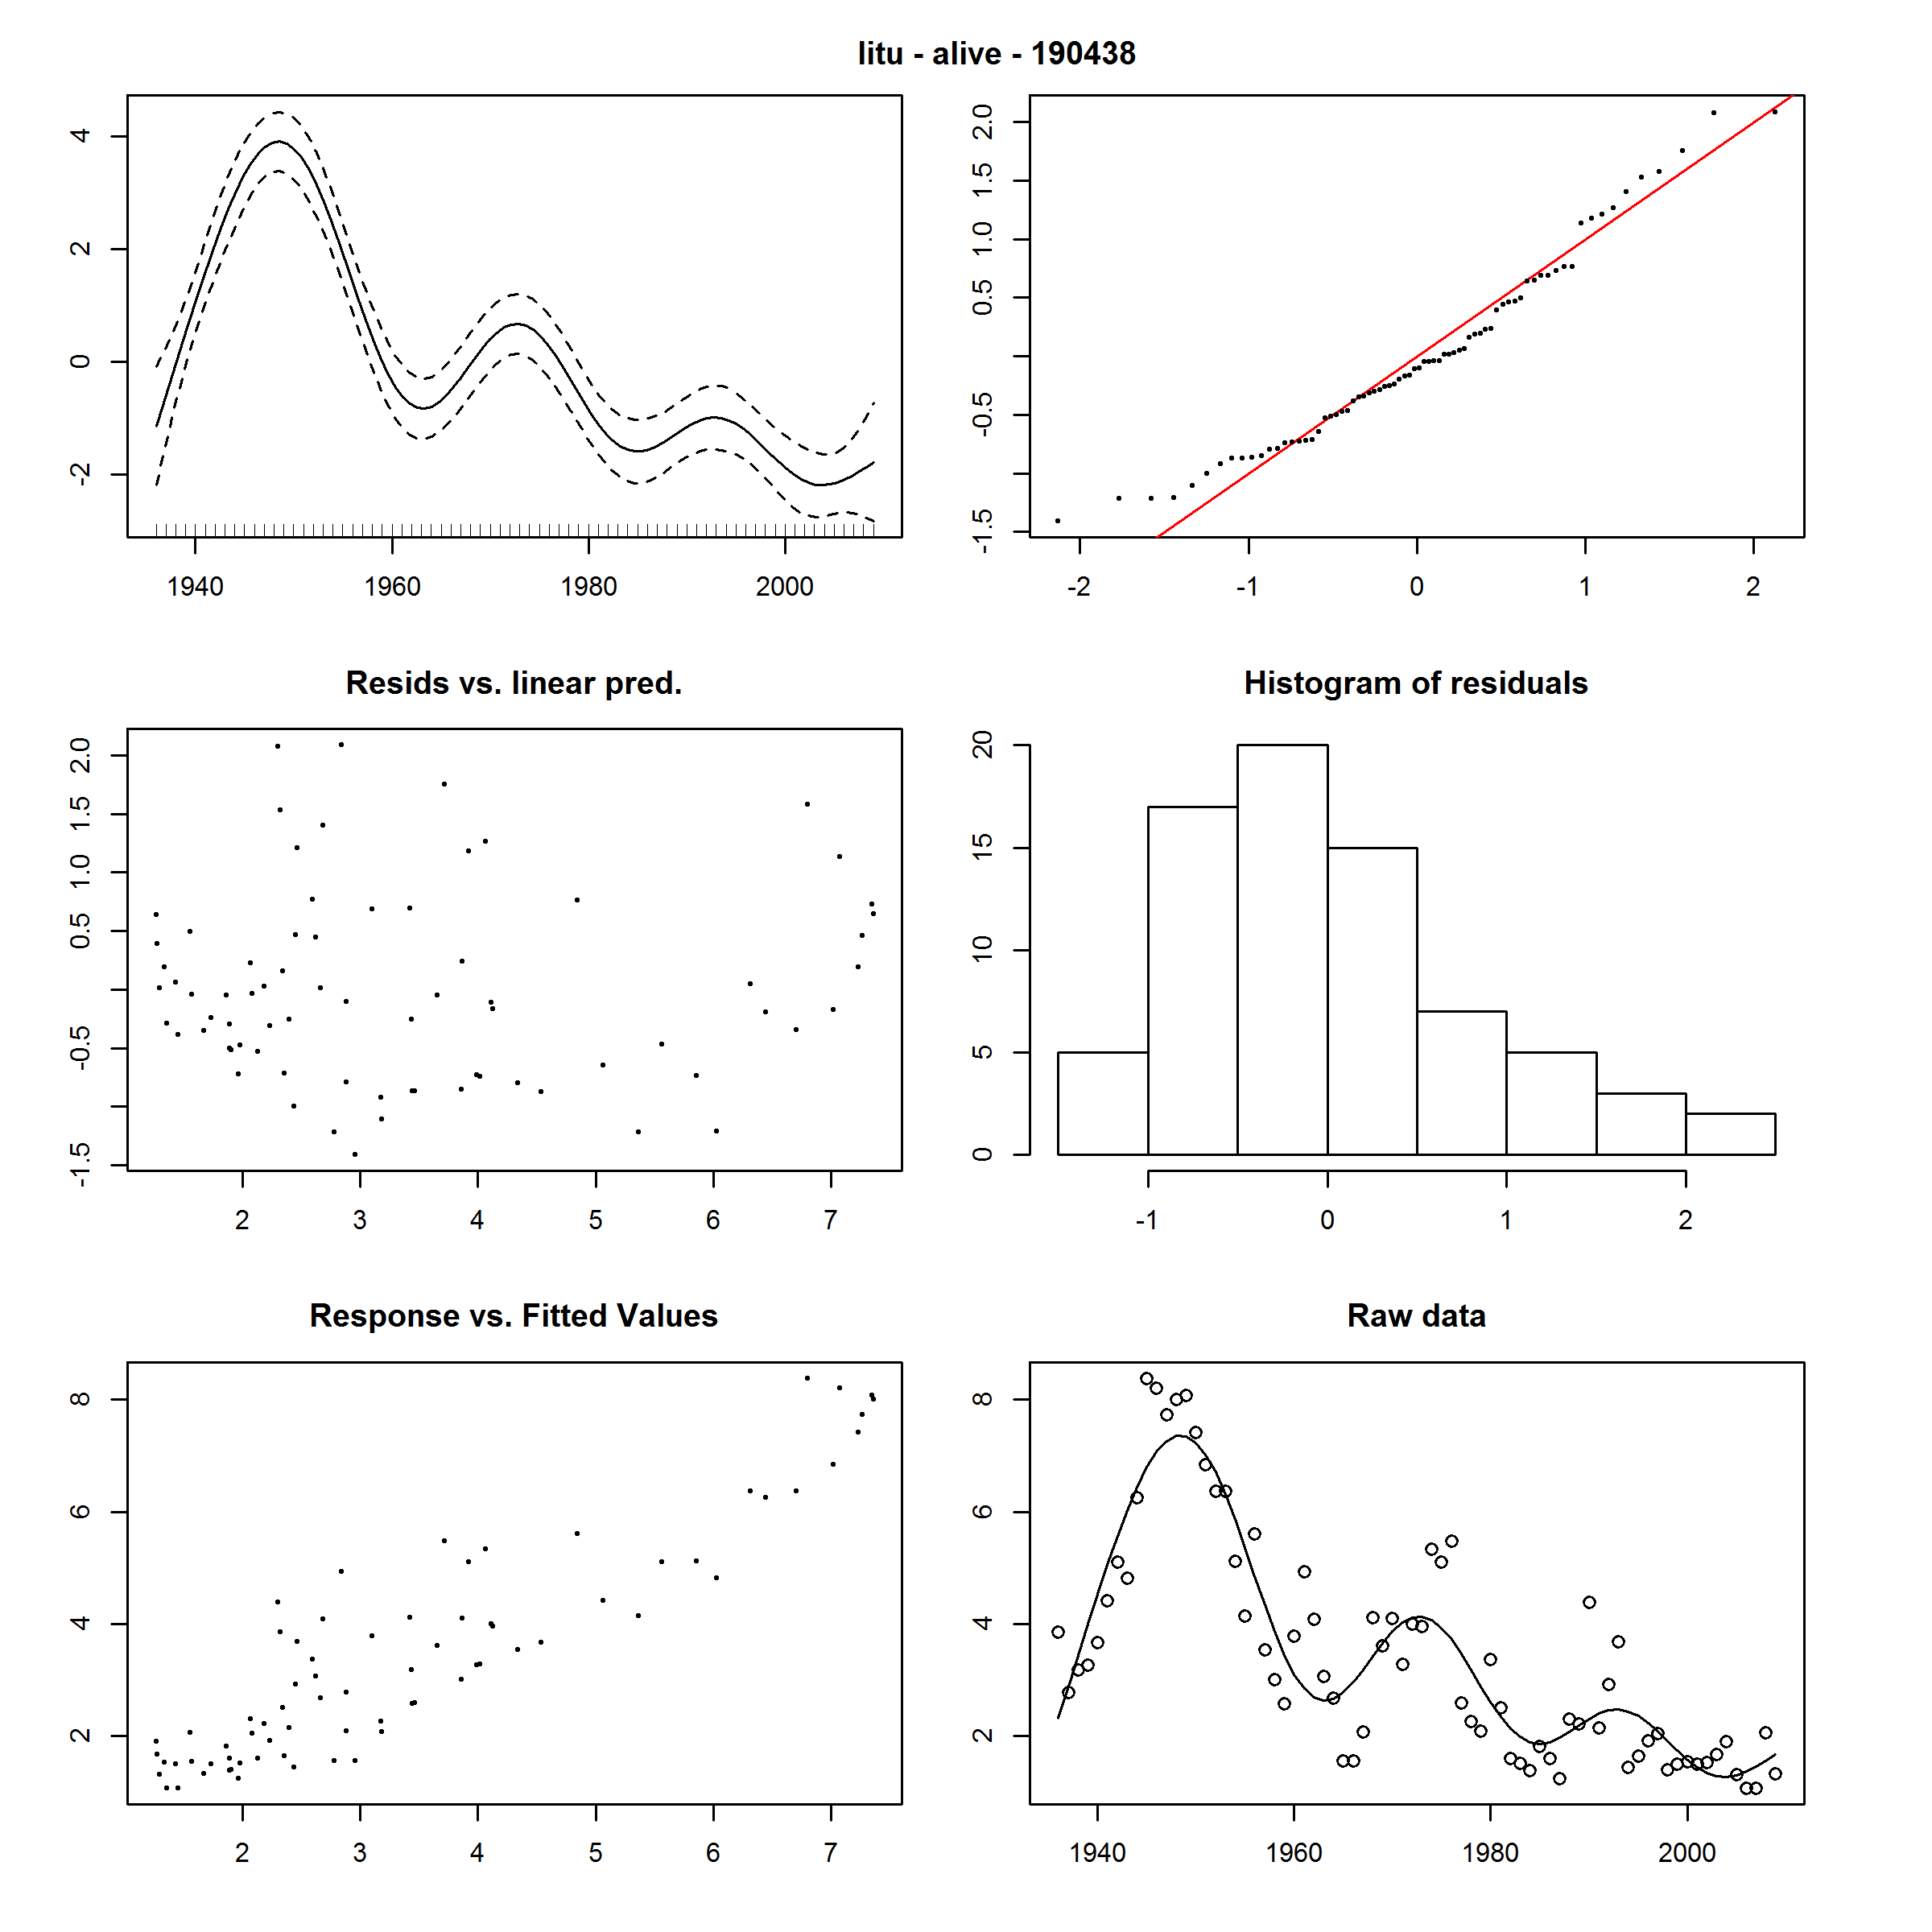 litu - alive - 190438
4
2
0
-2
1940 1960 1980 2000
2.0
1.5
1.0
0.5
-0.5
-1.5
-2 -1 0 1 2
Resids vs. linear pred.
2.0
1.5
1.0
0.5
-0.5
-1.5
2 3 4 5 6 7
Histogram of residuals
20
15
10
5
0
-1 0 1 2
Response vs. Fitted Values
8
6
4
2
2 3 4 5 6 7
Raw data
8
6
4
2
1940 1960 1980 2000